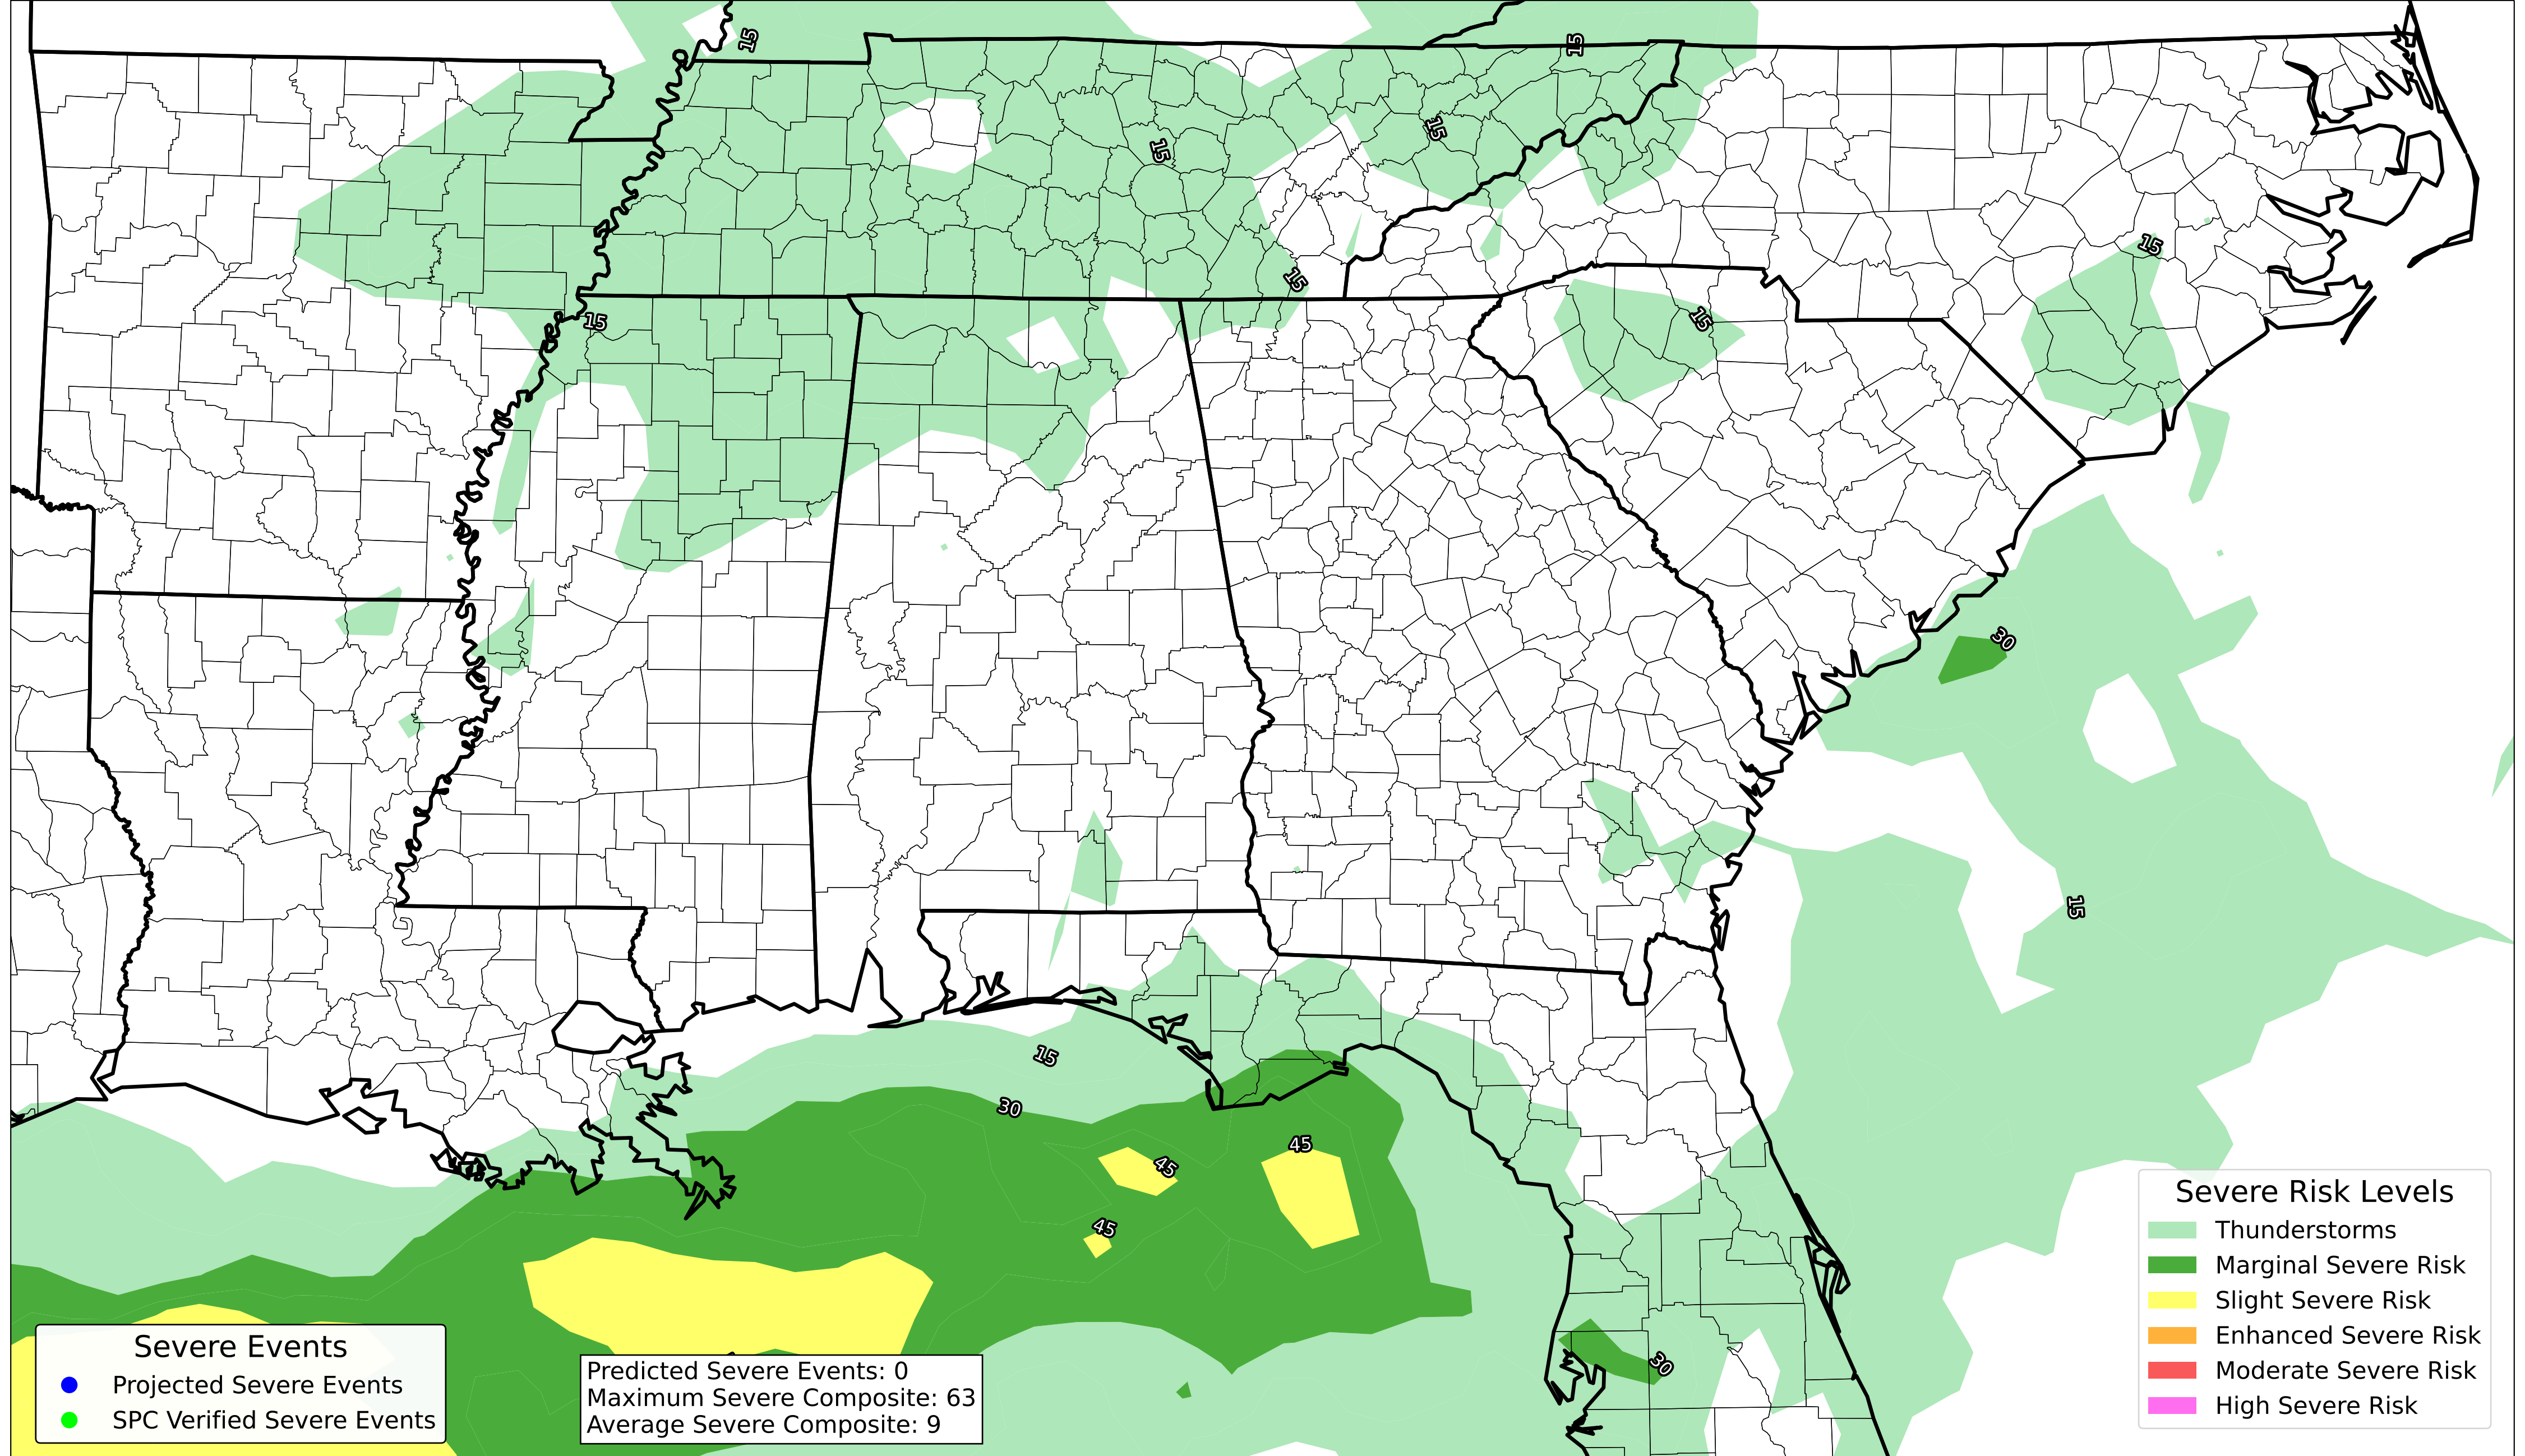 15
15
15
15
15
15
15
15
30
15
15
30
45
45
45
30
Severe Risk Levels
Thunderstorms
Marginal Severe Risk
Slight Severe Risk
Enhanced Severe Risk
Moderate Severe Risk
High Severe Risk
Severe Events
Projected Severe Events
SPC Verified Severe Events
Predicted Severe Events: 0
Maximum Severe Composite: 63
Average Severe Composite: 9